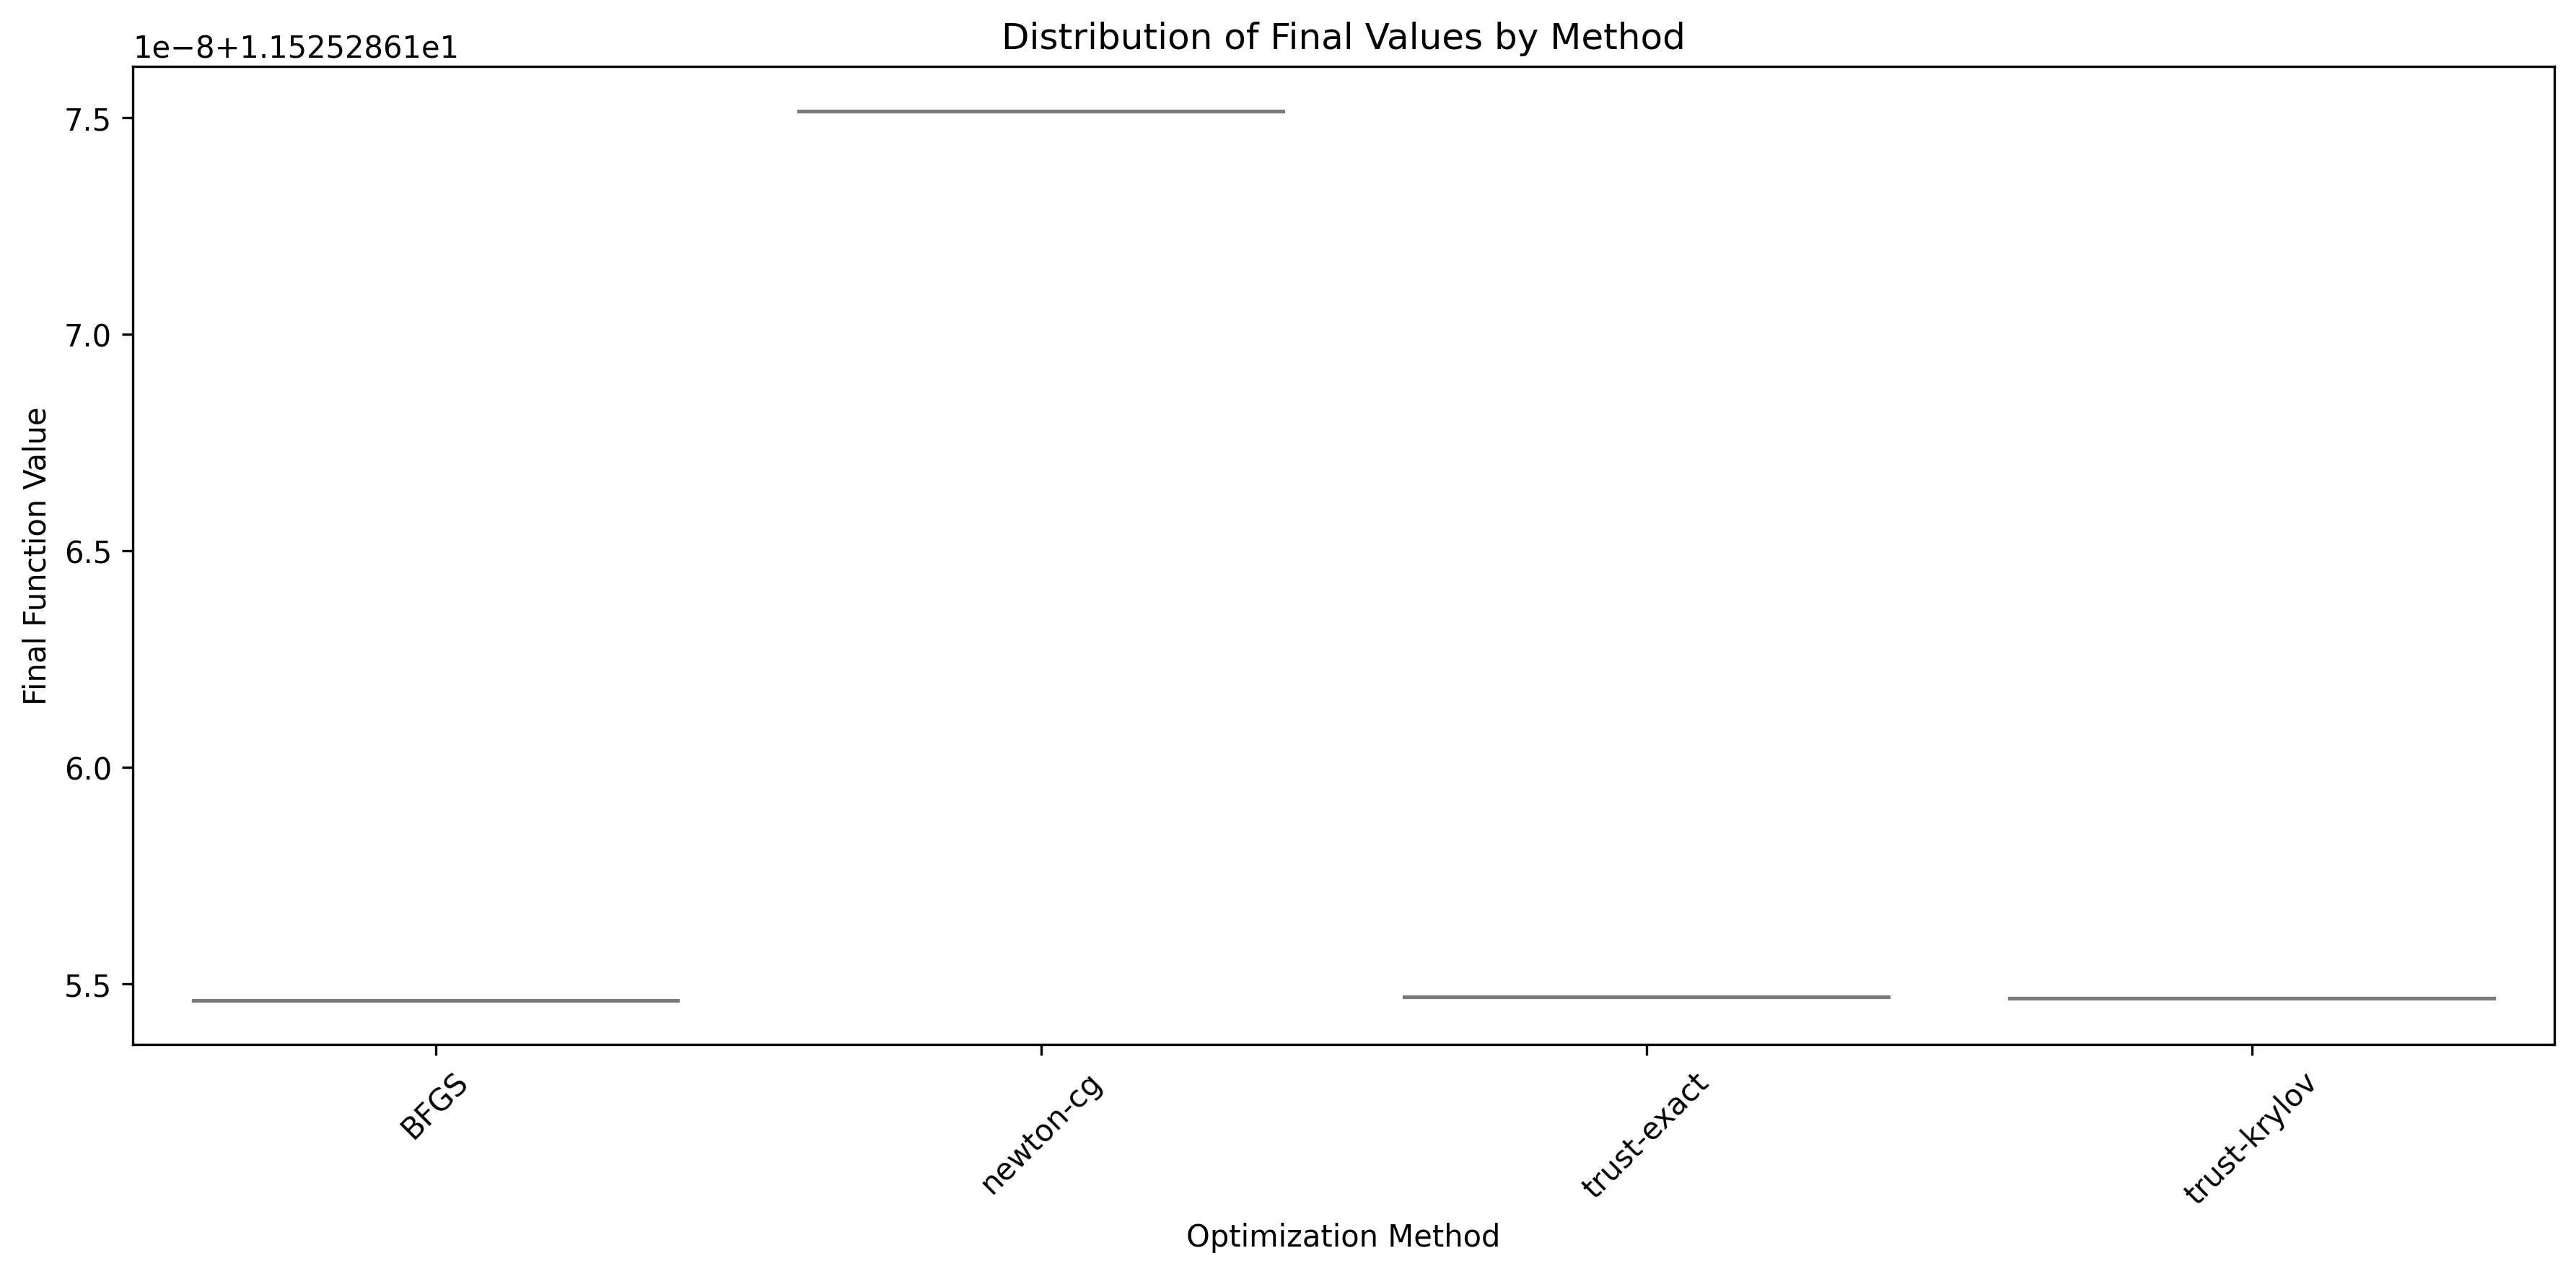 Distribution of Final Values by Method
1e−8+1.15252861e1
7.5
7.0
6.5
6.0
5.5
Final Function Value
BFGS
newton-cg
trust-exact
trust-krylov
Optimization Method